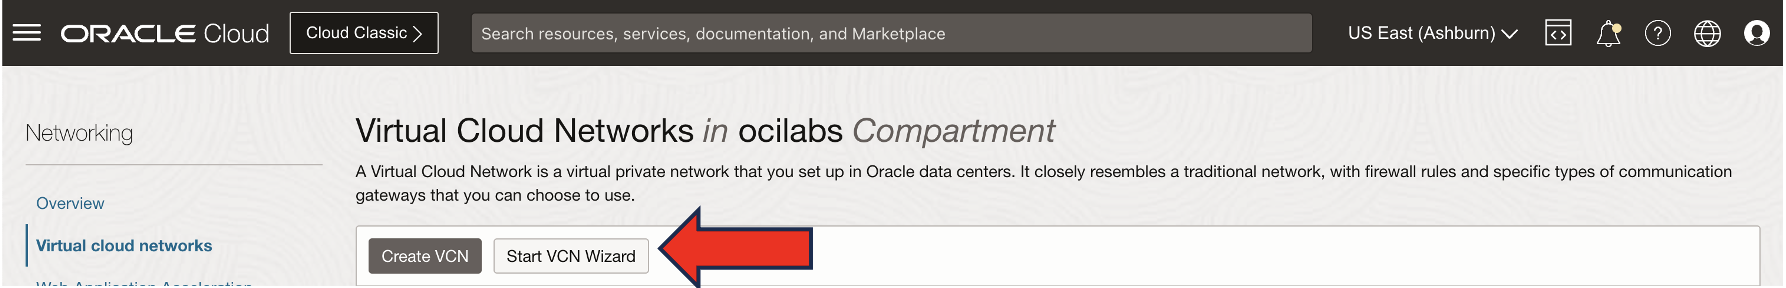 ORACLE Cloud
Cloud Classic >
Search resources, services, documentation, and Marketplace
US East (Ashburn)
Networking
Overview
Virtual cloud networks
Web Application Acceleration
Virtual Cloud Networks in ocilabs Compartment
A Virtual Cloud Network is a virtual private network that you set up in Oracle data centers. It closely resembles a traditional network, with firewall rules and specific types of communication
gateways that you can choose to use.
Create VCN
Start VCN Wizard